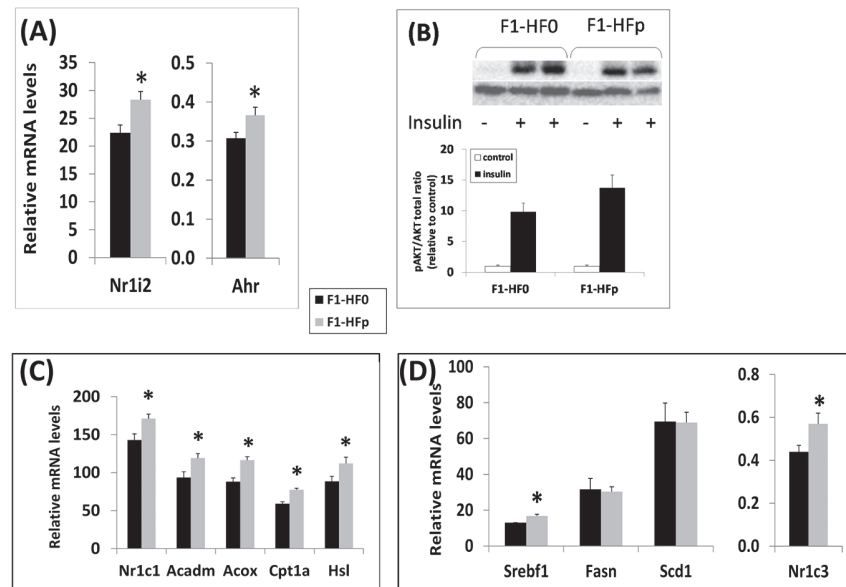 (A)
Relative mRNA levels
35
30
25
20
15
10
5
0
*
Nr1i2
0.5
0.4
0.3
0.2
0.1
0.0
*
Ahr
F1-HF0
F1-HFp
(B)
F1-HF0 F1-HFp
Insulin - + + - + +
pAKT/AKT total ratio
(relative to control)
20
15
10
5
0
control
insulin
F1-HF0 F1-HFp
(C)
Relative mRNA levels
200
150
100
50
0
* * * * *
Nr1c1 Acadm Acox Cpt1a Hsl
(D)
Relative mRNA levels
100
80
60
40
20
0
*
Srebf1 Fasn Scd1
0.8
0.6
0.4
0.2
0.0
*
Nr1c3